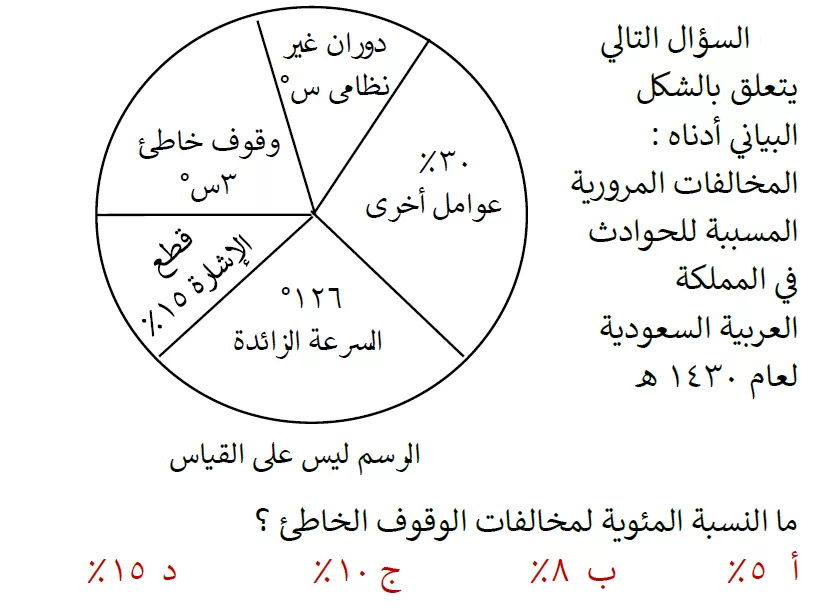 السؤال التالي
يتعلق بالشكل
البياني أدناه :
المخالفات المرورية
المسببة للحوادث
في المملكة
العربية السعودية
لعام ١٤٣٠ هـ
دوران غير
نظامى س°
٣٠٪
عوامل أخرى
وقوف خاطئ
٣س°
قطع
الإشارة ١٥٪
١٢٦°
السرعة الزائدة
الرسم ليس على القياس
ما النسبة المئوية لمخالفات الوقوف الخاطئ ؟
أ ٥٪ ب ٨٪ ج ١٠٪ د ١٥٪